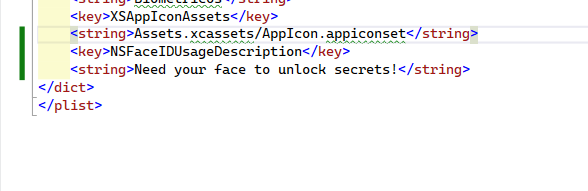 <string>Biometricos</string>
<key>XSAppIconAssets</key>
<string>Assets.xcassets/AppIcon.appiconset</string>
<key>NSFaceIDUsageDescription</key>
<string>Need your face to unlock secrets!</string>
</dict>
</plist>